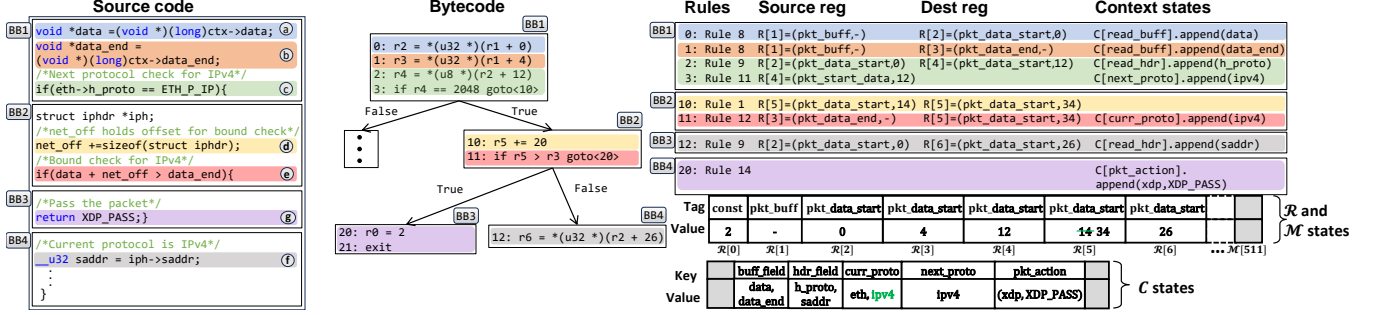 Source code
BB1
void *data =(void *)(long)ctx->data; a
void *data_end =
(void *)(long)ctx->data_end; b
/*Next protocol check for IPv4*/
if(eth->h_proto == ETH_P_IP){ c
BB2
struct iphdr *iph;
/*net_off holds offset for bound check*/
net_off +=sizeof(struct iphdr); d
/*Bound check for IPv4*/
if(data + net_off > data_end){ e
BB3
/*Pass the packet*/
return XDP_PASS;} g
BB4
/*Current protocol is IPv4*/
__u32 saddr = iph->saddr; f
}
Bytecode
BB1
0: r2 = *(u32 *)(r1 + 0)
1: r3 = *(u32 *)(r1 + 4)
2: r4 = *(u8 *)(r2 + 12)
3: if r4 == 2048 goto<10>
False
True
BB2
10: r5 += 20
11: if r5 > r3 goto<20>
True
False
BB3
20: r0 = 2
21: exit
BB4
12: r6 = *(u32 *)(r2 + 26)
Rules Source reg Dest reg Context states
BB1
0: Rule 8 R[1]=(pkt_buff,-) R[2]=(pkt_data_start,0) C[read_buff].append(data)
1: Rule 8 R[1]=(pkt_buff,-) R[3]=(pkt_data_end,-) C[read_buff].append(data_end)
2: Rule 9 R[2]=(pkt_data_start,0) R[4]=(pkt_data_start,12) C[read_hdr].append(h_proto)
3: Rule 11 R[4]=(pkt_start_data,12) C[next_proto].append(ipv4)
BB2
10: Rule 1 R[5]=(pkt_data_start,14) R[5]=(pkt_data_start,34)
11: Rule 12 R[3]=(pkt_data_end,-) R[5]=(pkt_data_start,34) C[curr_proto].append(ipv4)
BB3
12: Rule 9 R[2]=(pkt_data_start,0) R[6]=(pkt_data_start,26) C[read_hdr].append(saddr)
BB4
20: Rule 14 C[pkt_action].
append(xdp,XDP_PASS)
Tag const pkt_buff pkt_data_start pkt_data_start pkt_data_start pkt_data_start pkt_data_start
Value 2 - 0 4 12 14 34 26
R[0] R[1] R[2] R[3] R[4] R[5] R[6] ... M[511]
R and
M states
Key buff_field hdr_field curr_proto next_proto pkt_action
Value data, data_end h_proto, saddr eth, ipv4 ipv4 (xdp, XDP_PASS)
C states